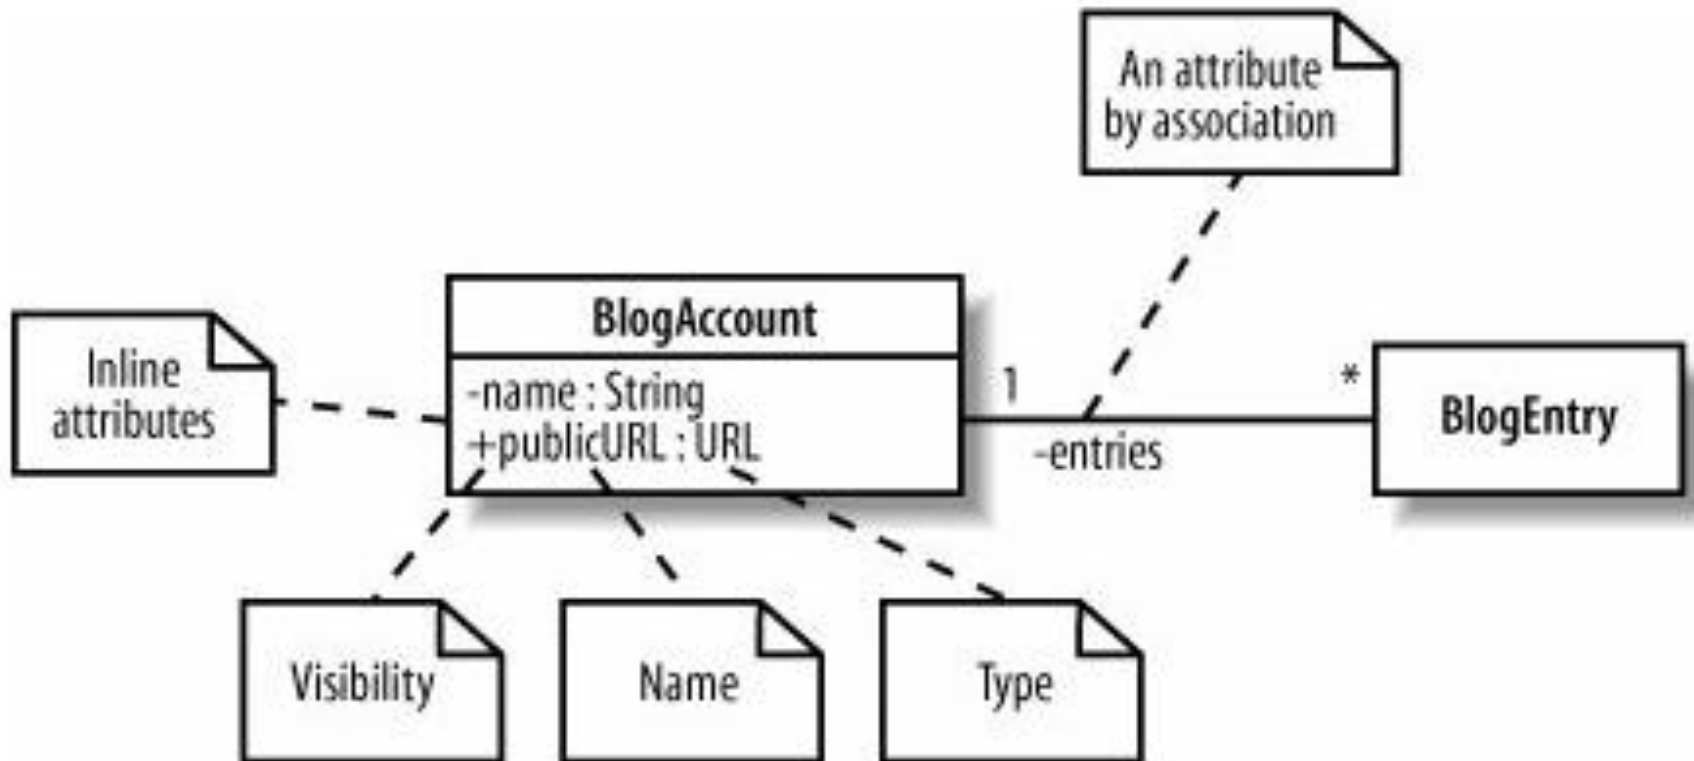 An attribute
by association
BlogAccount
Inline
attributes
-name : String
+publicURL : URL
1
*
-entries
BlogEntry
Visibility
Name
Type